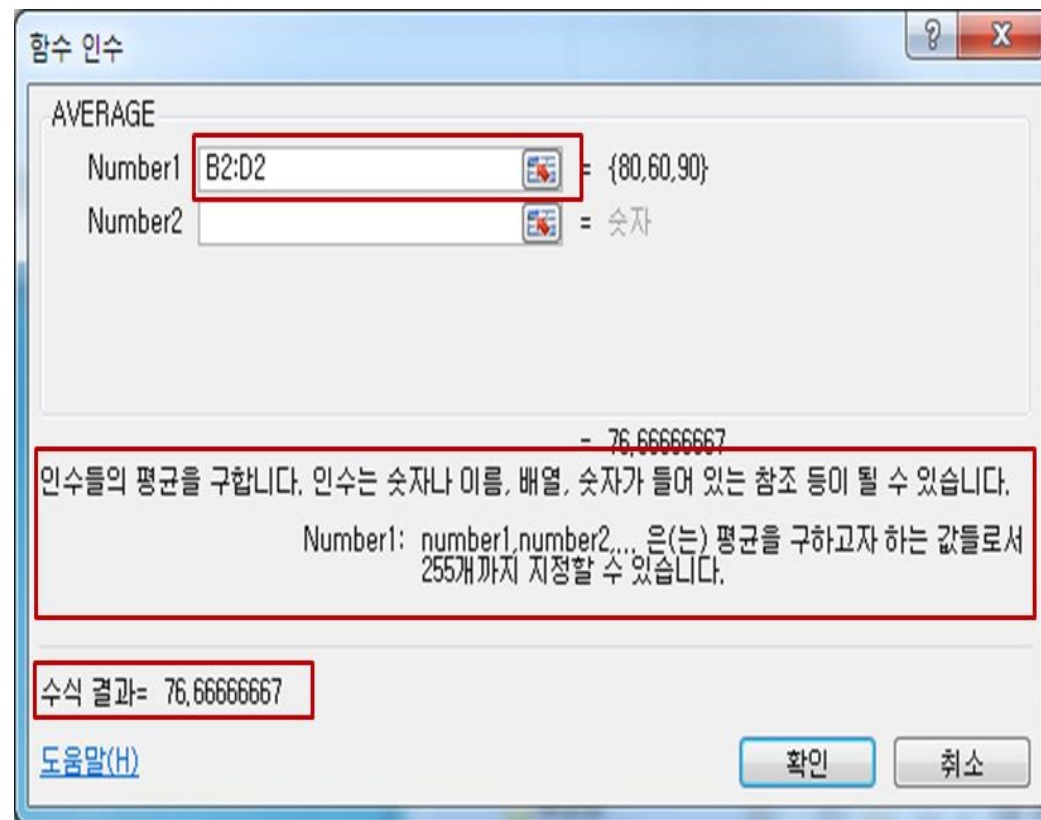 함수 인수
AVERAGE
Number1 B2:D2 = {80,60,90}
Number2 = 숫자
= 76,66666667
인수들의 평균을 구합니다. 인수는 숫자나 이름, 배열, 숫자가 들어 있는 참조 등이 될 수 있습니다.
Number1: number1,number2,... 은(는) 평균을 구하고자 하는 값들로서
255개까지 지정할 수 있습니다.
수식 결과= 76,66666667
도움말(H)
확인 취소